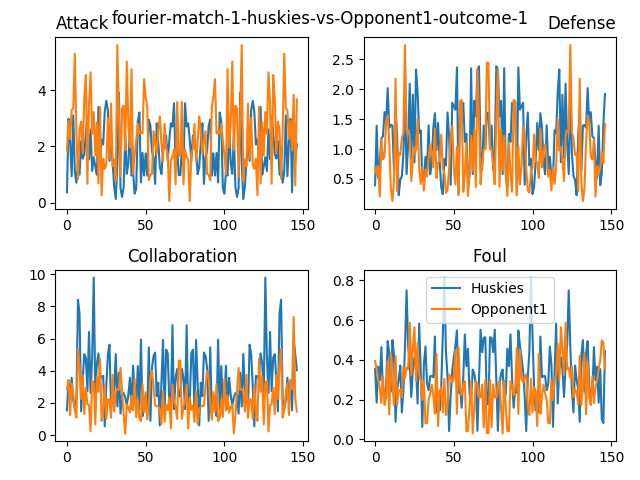 fourier-match-1-huskies-vs-Opponent1-outcome-1
Attack
Defense
4
2
0
0 50 100 150
2.5
2.0
1.5
1.0
0.5
0 50 100 150
Collaboration
Foul
10
8
6
4
2
0
0 50 100 150
0.8
0.6
0.4
0.2
0.0
0 50 100 150
Huskies
Opponent1